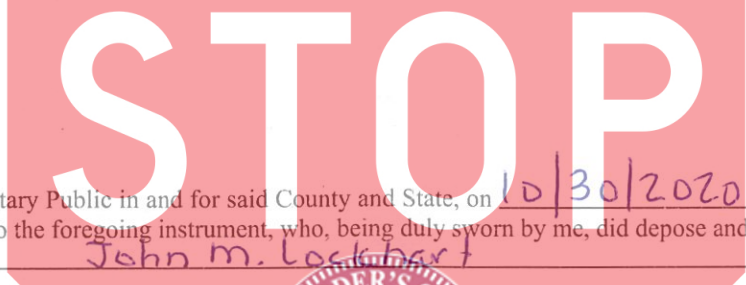 STOP
tary Public in and for said County and State, on 10/30/2020
o the foregoing instrument, who, being duly sworn by me, did depose and
John M. Lockhart
DER'S